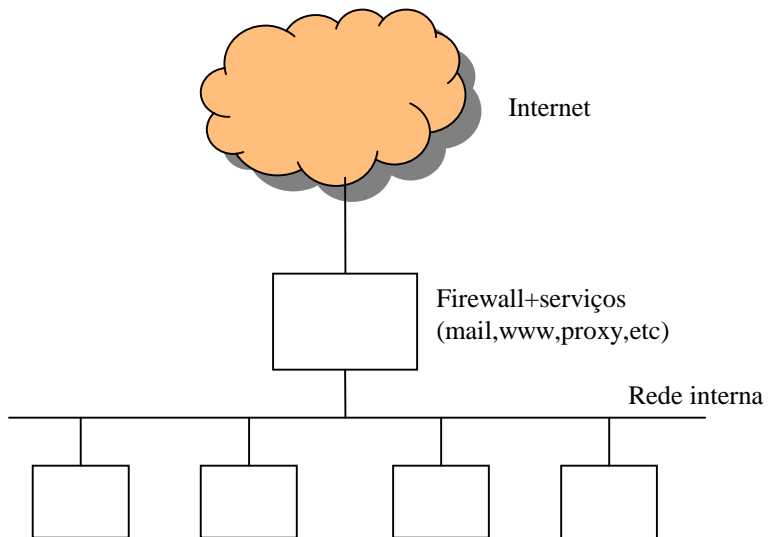 Internet
Firewall+serviços
(mail,www,proxy,etc)
Rede interna